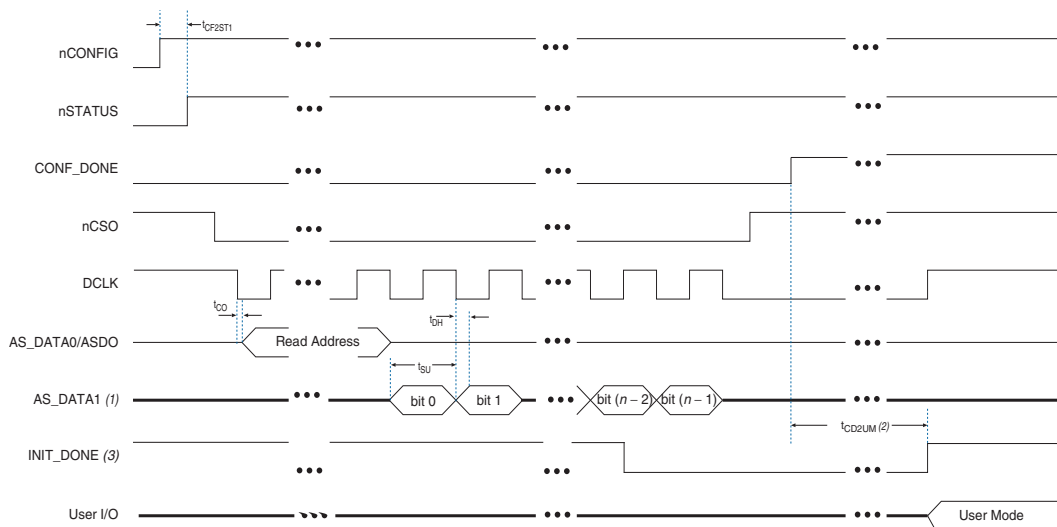 tCF2ST1
nCONFIG
nSTATUS
CONF_DONE
nCSO
DCLK
tCO
tDH
AS_DATA0/ASDO
Read Address
tSU
AS_DATA1 (1)
bit 0
bit 1
bit (n − 2)
bit (n − 1)
tCD2UM (2)
INIT_DONE (3)
User I/O
User Mode